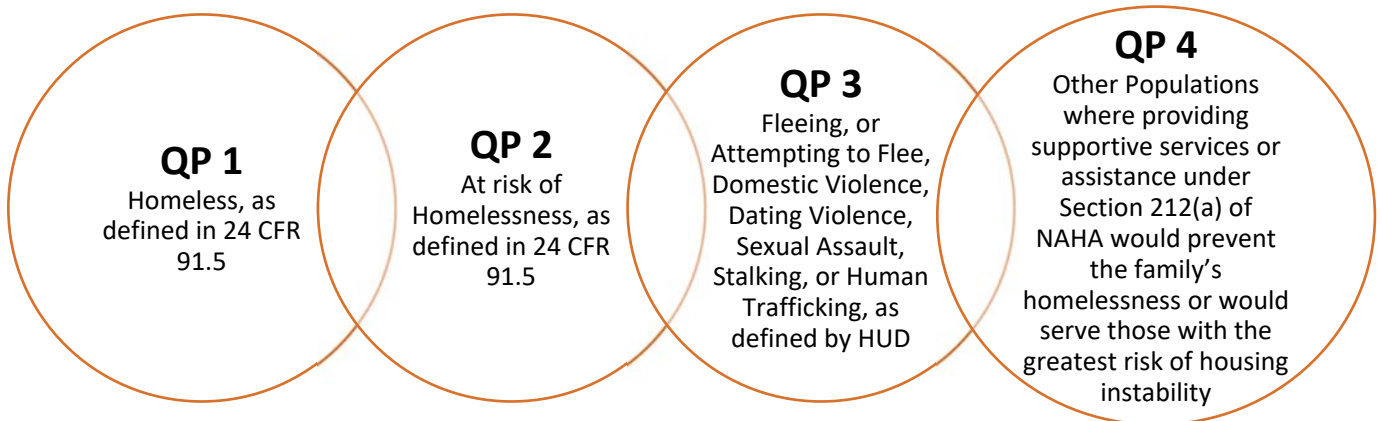 QP 1
Homeless, as
defined in 24 CFR
91.5
QP 2
At risk of
Homelessness, as
defined in 24 CFR
91.5
QP 3
Fleeing, or
Attempting to Flee,
Domestic Violence,
Dating Violence,
Sexual Assault,
Stalking, or Human
Trafficking, as
defined by HUD
QP 4
Other Populations
where providing
supportive services or
assistance under
Section 212(a) of
NAHA would prevent
the family’s
homelessness or would
serve those with the
greatest risk of housing
instability